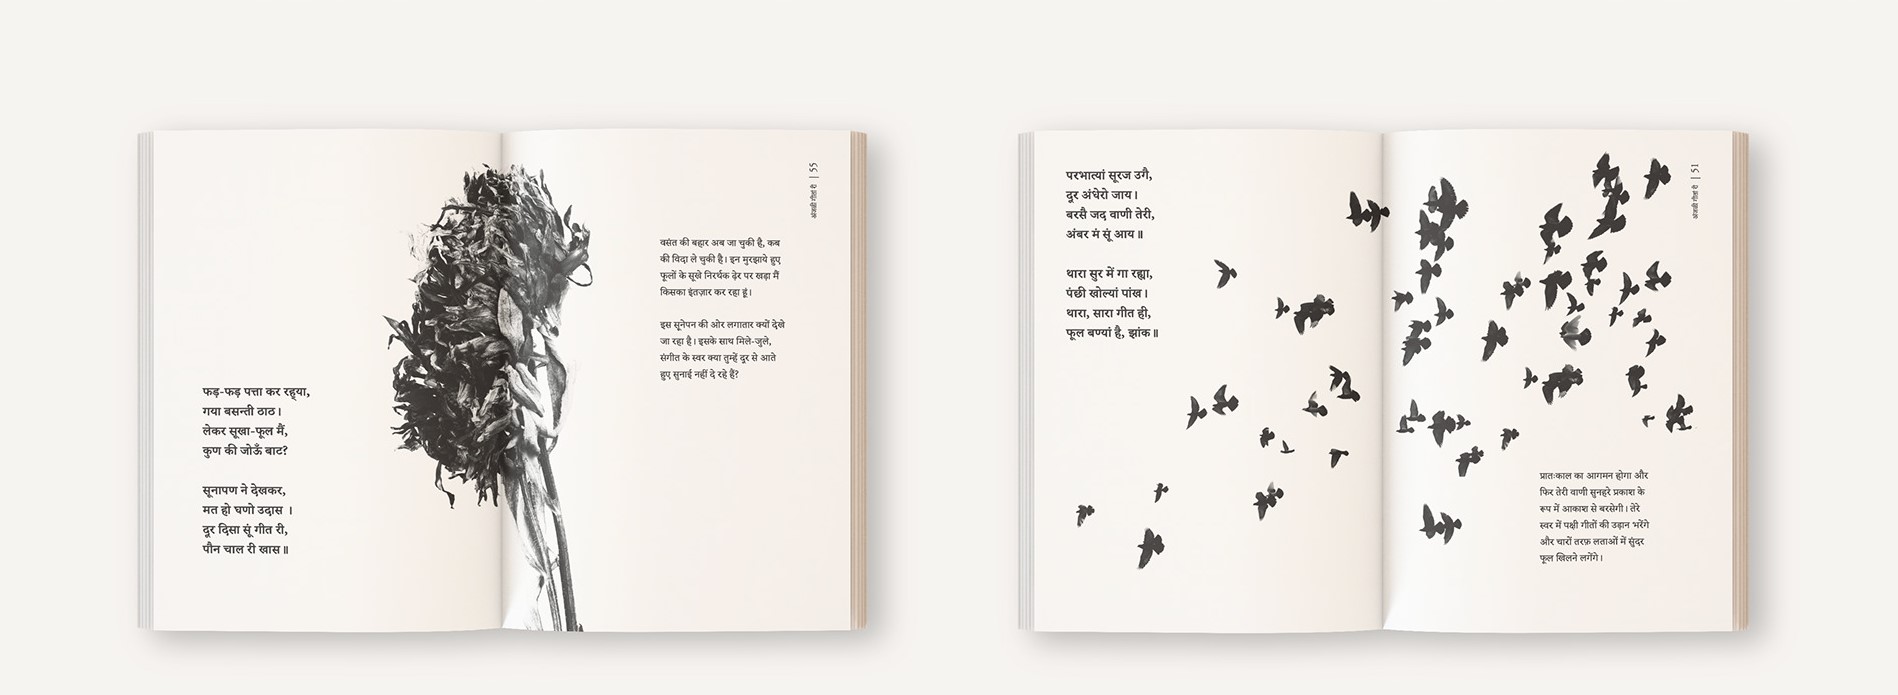 फड़-फड़ पत्ता कर रह्या,
गया बसन्ती ठाठ।
लेकर सूखा-फूल मैं,
कुण की जोऊँ बाट?
सूनापण ने देखकर,
मत हो घणो उदास ।
दूर दिसा सूं गीत री,
पौन चाल री खास॥
55
वसंत की बहार अब जा चुकी है, कब
की विदा ले चुकी है। इन मुरझाये हुए
फूलों के सूखे निरर्थक ढ़ेर पर खड़ा मैं
किसका इंतज़ार कर रहा हूं।
इस सूनेपन की ओर लगातार क्यों देखे
जा रहा है। इसके साथ मिले-जुले,
संगीत के स्वर क्या तुम्हें दूर से आते
हुए सुनाई नहीं दे रहे हैं?
परभात्यां सूरज उगै,
दूर अंधेरो जाय।
बरसै जद वाणी तेरी,
अंबर मं सूं आय॥
थारा सुर में गा रह्या,
पंछी खोल्यां पांख।
थारा, सारा गीत ही,
फूल बण्यां है, झांक॥
51
प्रातःकाल का आगमन होगा और
फिर तेरी वाणी सुनहरे प्रकाश के
रूप में आकाश से बरसेगी। तेरे
स्वर में पक्षी गीतों की उड़ान भरेंगे
और चारों तरफ़ लताओं में सुंदर
फूल खिलने लगेंगे।